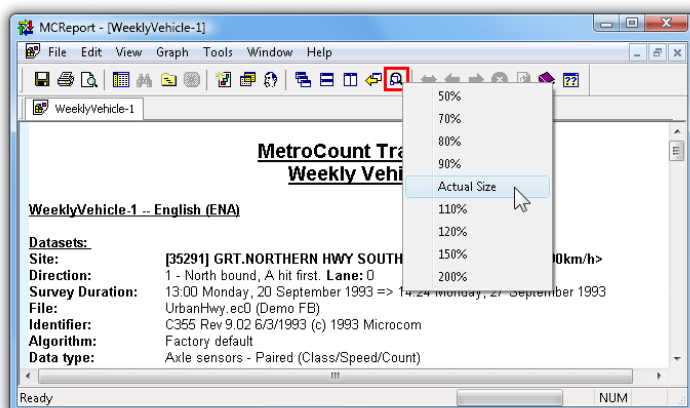 MCReport - [WeeklyVehicle-1]
File Edit View Graph Tools Window Help
WeeklyVehicle-1
50%
70%
80%
90%
Actual Size
110%
120%
150%
200%
MetroCount Tra
Weekly Vehi
WeeklyVehicle-1 -- English (ENA)
Datasets:
Site: [35291] GRT.NORTHERN HWY SOUTH 0km/h>
Direction: 1 - North bound, A hit first. Lane: 0
Survey Duration: 13:00 Monday, 20 September 1993 => 14:24 Monday, 27 September 1993
File: UrbanHwy.ec0 (Demo FB)
Identifier: C355 Rev 9.02 6/3/1993 (c) 1993 Microcom
Algorithm: Factory default
Data type: Axle sensors - Paired (Class/Speed/Count)
Ready NUM